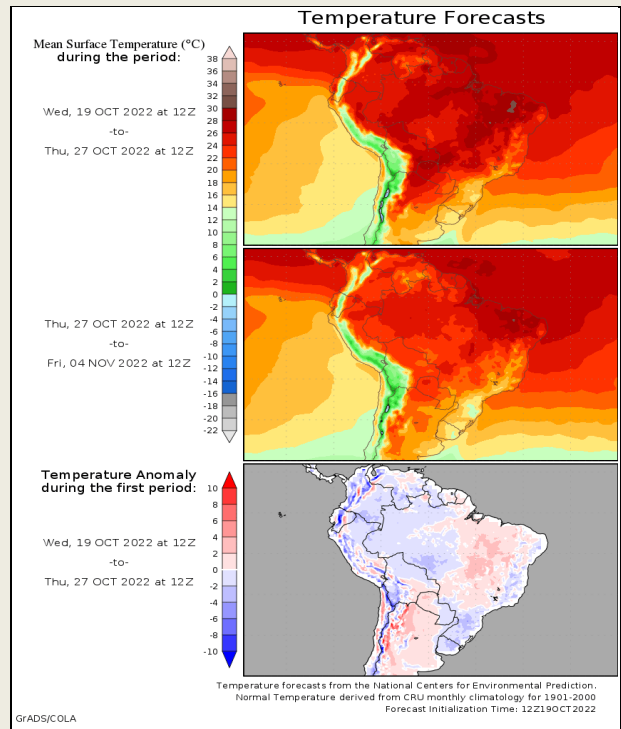 Temperature Forecasts
Mean Surface Temperature (°C)
during the period:
Wed, 19 OCT 2022 at 12Z
-to-
Thu, 27 OCT 2022 at 12Z
38
36
34
32
30
28
26
24
22
20
18
16
14
12
10
8
6
4
2
0
-2
-4
-6
-8
-10
-12
-14
-16
-18
-20
-22
Thu, 27 OCT 2022 at 12Z
-to-
Fri, 04 NOV 2022 at 12Z
Temperature Anomaly
during the first period:
Wed, 19 OCT 2022 at 12Z
-to-
Thu, 27 OCT 2022 at 12Z
10
8
6
4
2
0
-2
-4
-6
-8
-10
Temperature forecasts from the National Centers for Environmental Prediction.
Normal Temperature derived from CRU monthly climatology for 1901-2000
Forecast Initialization Time: 12Z19OCT2022
GrADS/COLA